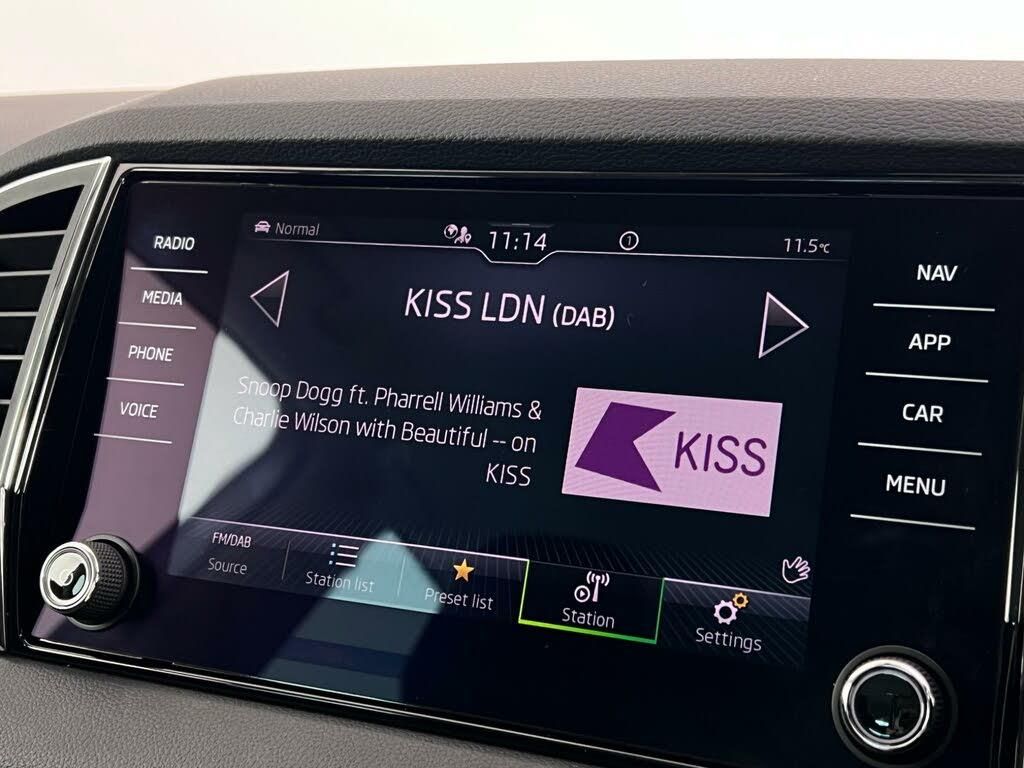 Normal
11:14
1
11.5°C
RADIO
MEDIA
PHONE
VOICE
KISS LDN (DAB)
Snoop Dogg ft. Pharrell Williams &
Charlie Wilson with Beautiful -- on
KISS
KISS
NAV
APP
CAR
MENU
FM/DAB
Source
Station list
Preset list
Station
Settings